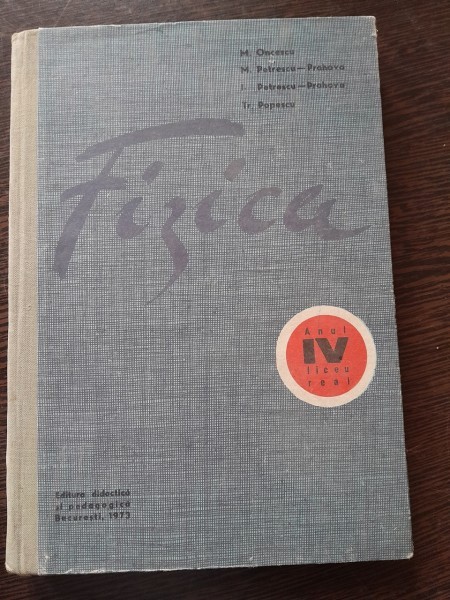 M. Oncescu
M. Petrescu—Prahova
I. Petrescu—Prahova
Tr. Popescu
Fizica
Anul
IV
liceu
real
Editura didactică
și pedagogică
București, 1973